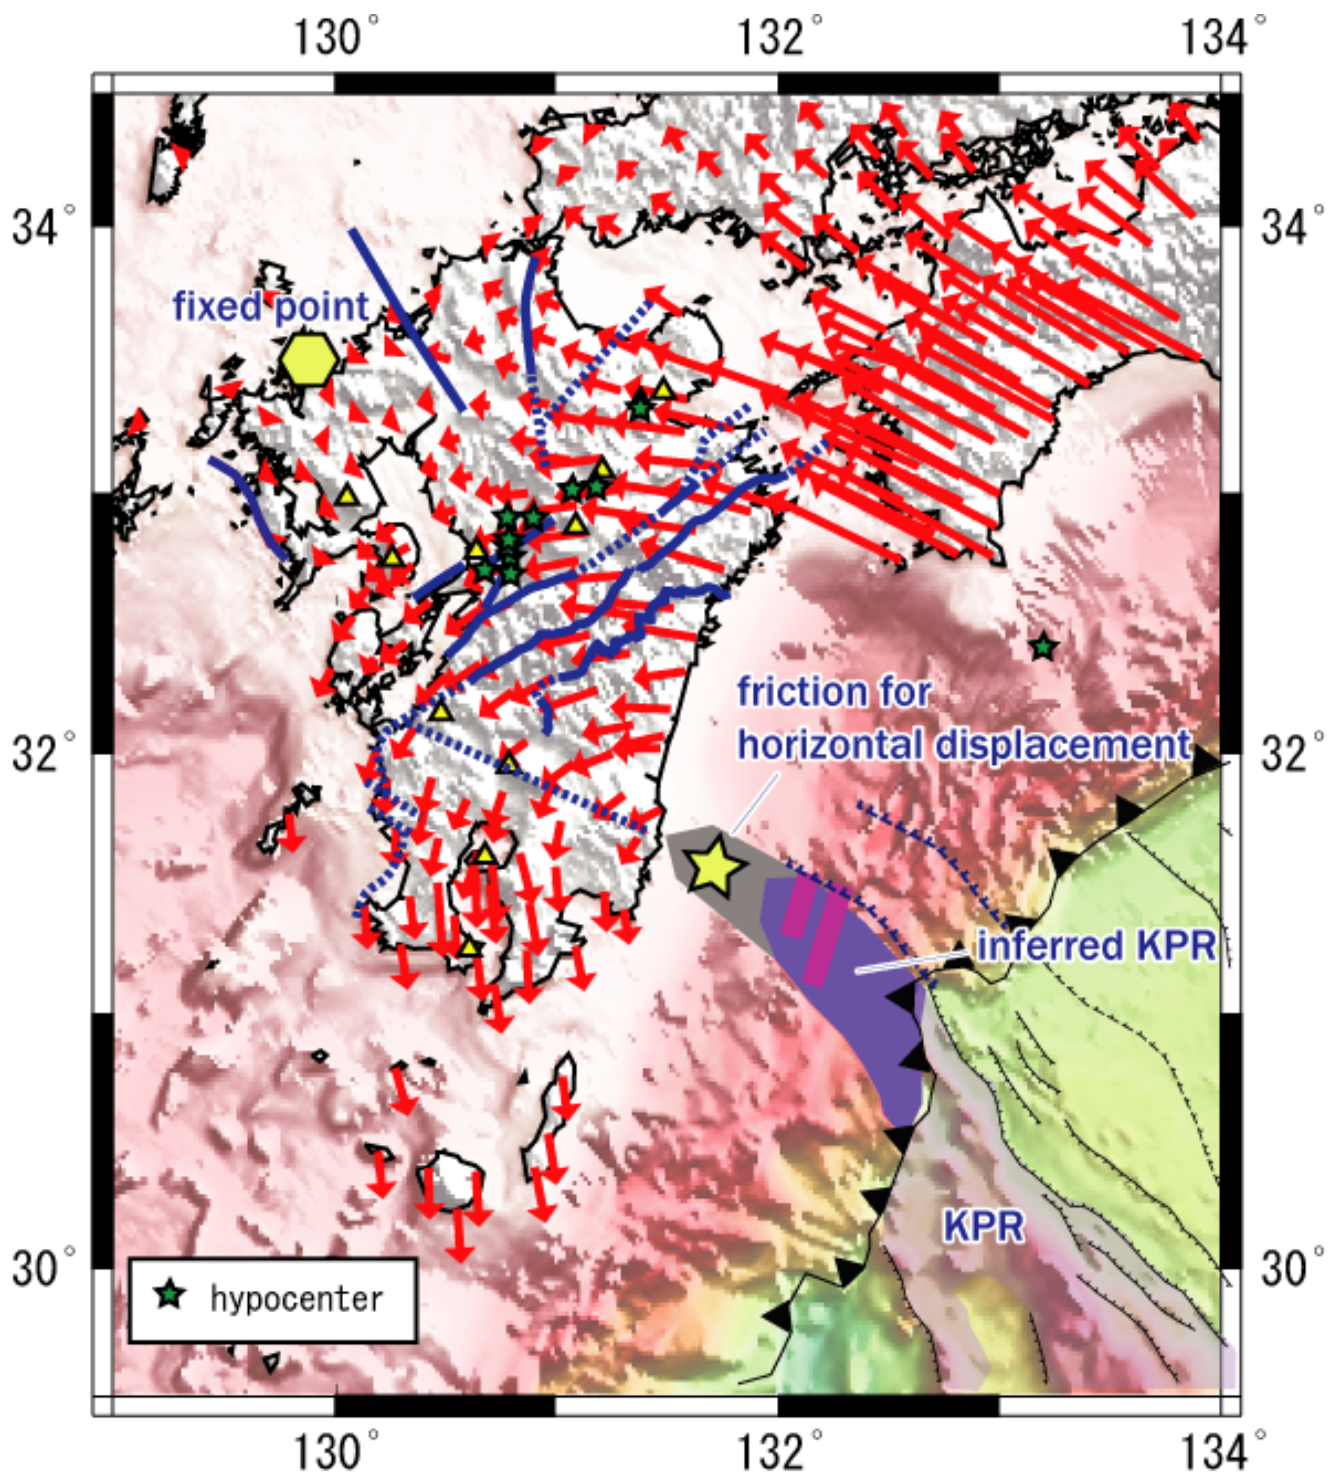 130° 132° 134°
34° 34°
fixed point
friction for
horizontal displacement
32° 32°
inferred KPR
KPR
30° 30°
hypocenter
130° 132° 134°